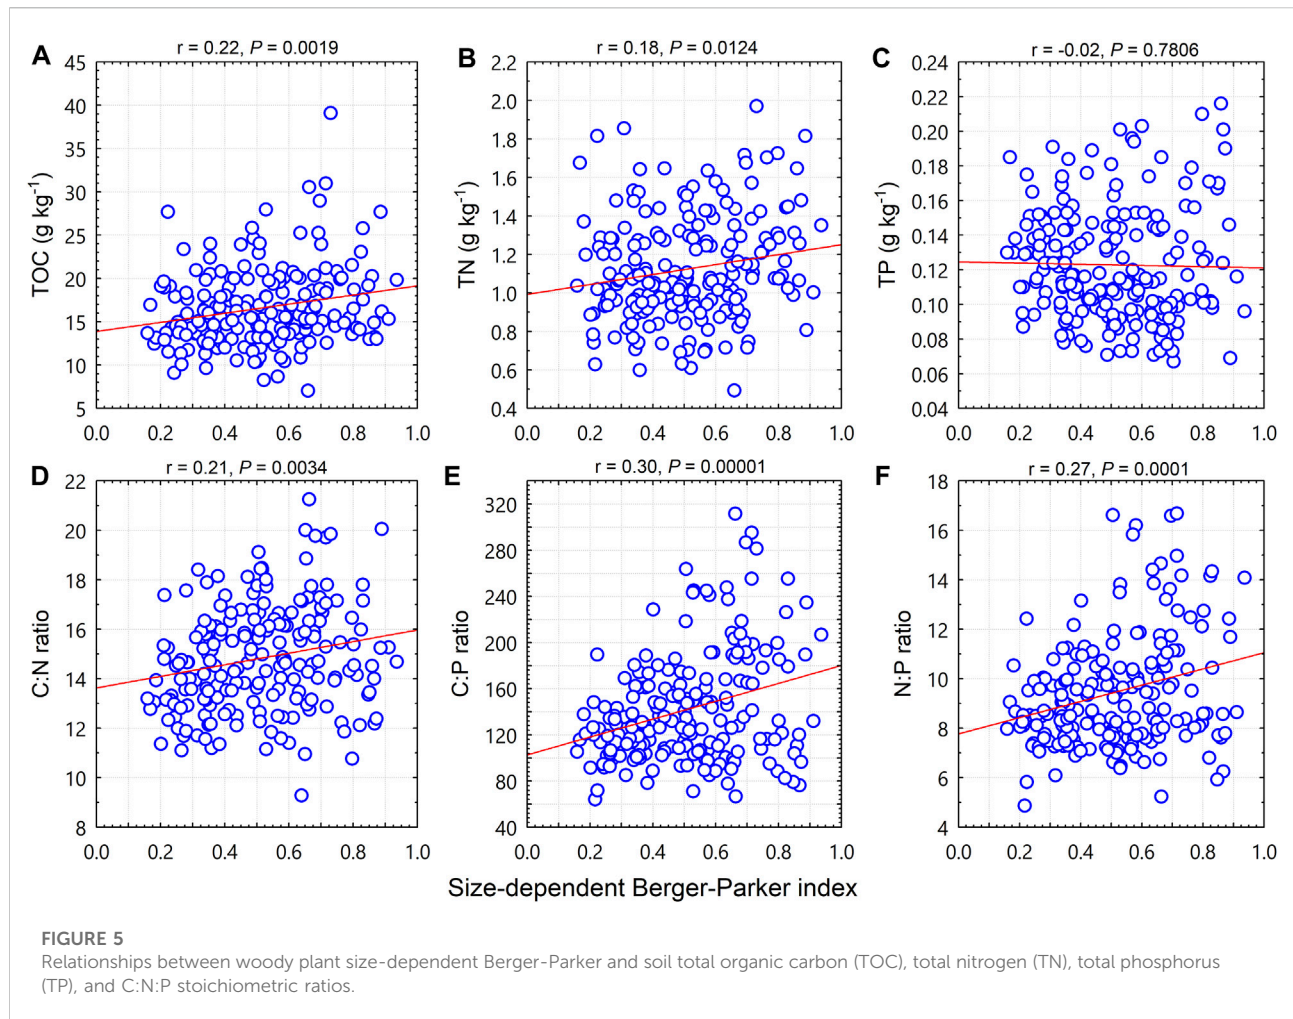 A
r = 0.22, P = 0.0019
TOC (g kg-1)
45
40
35
30
25
20
15
10
5
0.0 0.2 0.4 0.6 0.8 1.0
B
r = 0.18, P = 0.0124
TN (g kg-1)
2.2
2.0
1.8
1.6
1.4
1.2
1.0
0.8
0.6
0.4
0.0 0.2 0.4 0.6 0.8 1.0
C
r = -0.02, P = 0.7806
TP (g kg-1)
0.24
0.22
0.20
0.18
0.16
0.14
0.12
0.10
0.08
0.06
0.04
0.0 0.2 0.4 0.6 0.8 1.0
D
r = 0.21, P = 0.0034
C:N ratio
22
20
18
16
14
12
10
8
0.0 0.2 0.4 0.6 0.8 1.0
E
r = 0.30, P = 0.00001
C:P ratio
320
280
240
200
160
120
80
40
0.0 0.2 0.4 0.6 0.8 1.0
F
r = 0.27, P = 0.0001
N:P ratio
18
16
14
12
10
8
6
4
0.0 0.2 0.4 0.6 0.8 1.0
Size-dependent Berger-Parker index
FIGURE 5
Relationships between woody plant size-dependent Berger-Parker and soil total organic carbon (TOC), total nitrogen (TN), total phosphorus
(TP), and C:N:P stoichiometric ratios.